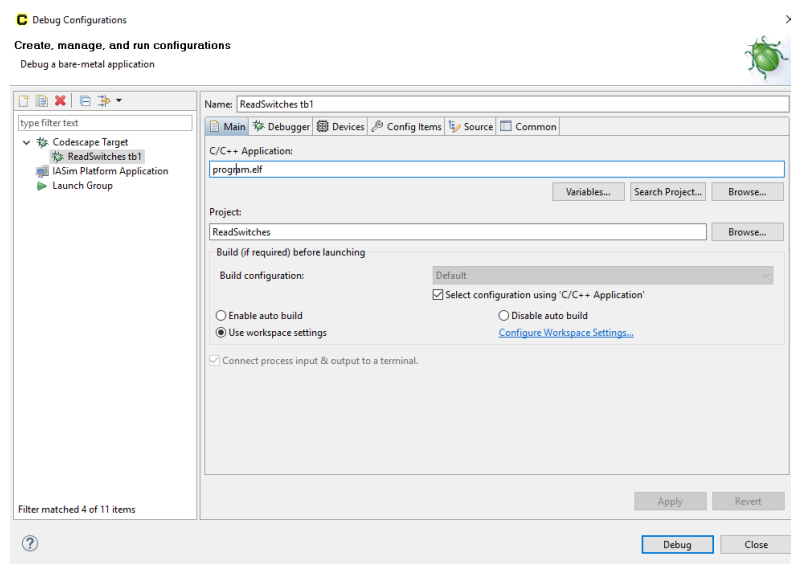 Debug Configurations
Create, manage, and run configurations
Debug a bare-metal application
type filter text
Codescape Target
ReadSwitches tb1
IASim Platform Application
Launch Group
Filter matched 4 of 11 items
Name: ReadSwitches tb1
Main Debugger Devices Config Items Source Common
C/C++ Application:
program.elf
Variables... Search Project... Browse...
Project:
ReadSwitches Browse...
Build (if required) before launching
Build configuration: Default
Select configuration using 'C/C++ Application'
Enable auto build Disable auto build
Use workspace settings Configure Workspace Settings...
Connect process input & output to a terminal.
Apply Revert
? Debug Close